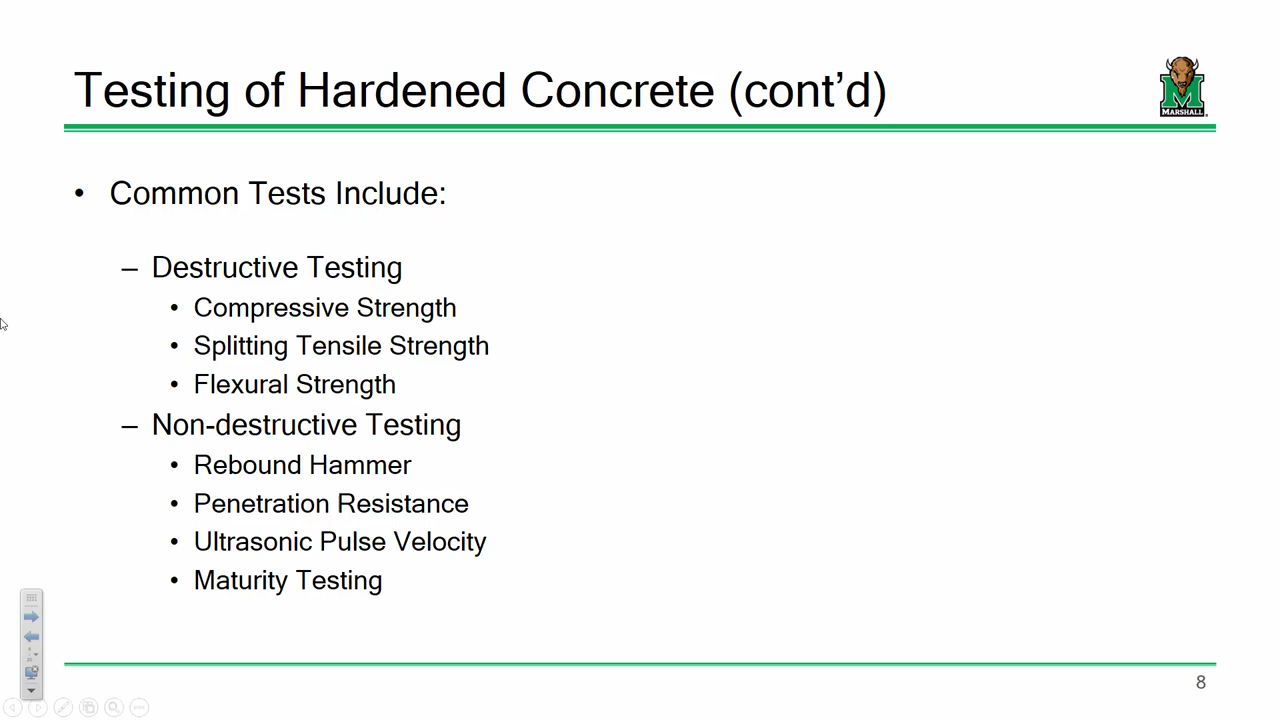 Testing of Hardened Concrete (cont’d)
MARSHALL
• Common Tests Include:
– Destructive Testing
• Compressive Strength
• Splitting Tensile Strength
• Flexural Strength
– Non-destructive Testing
• Rebound Hammer
• Penetration Resistance
• Ultrasonic Pulse Velocity
• Maturity Testing
8